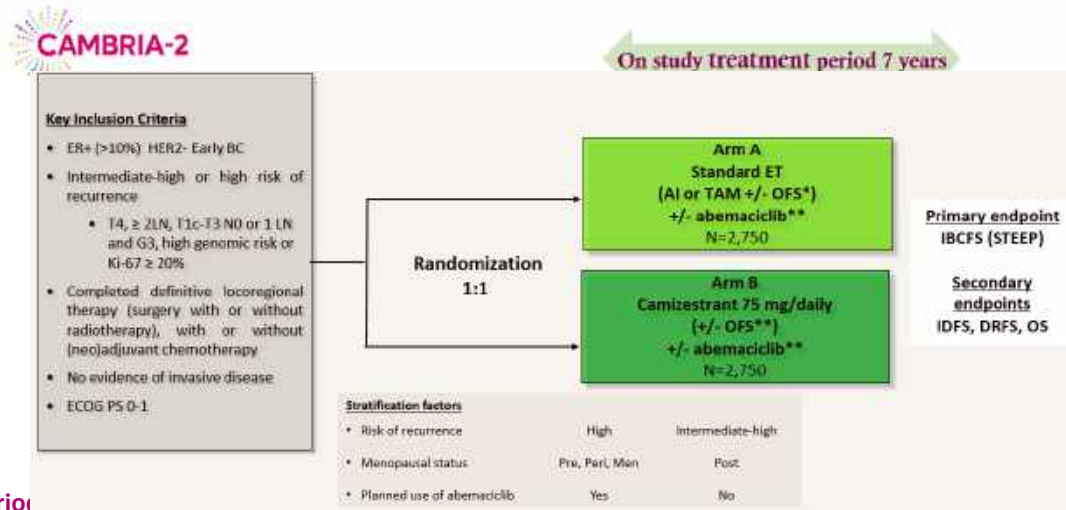 CAMBRIA-2
On study treatment period 7 years
Key Inclusion Criteria
• ER+ (>10%) HER2- Early BC
• Intermediate-high or high risk of
recurrence
• T4, ≥ 2LN, T1c-T3 N0 or 1 LN
and G3, high genomic risk or
Ki-67 ≥ 20%
• Completed definitive locoregional
therapy (surgery with or without
radiotherapy), with or without
(neo)adjuvant chemotherapy
• No evidence of invasive disease
• ECOG PS 0-1
Randomization
1:1
Arm A
Standard ET
(AI or TAM +/- OFS*)
+/- abemaciclib**
N=2,750
Arm B
Camizestrant 75 mg/daily
(+/- OFS**)
+/- abemaciclib**
N=2,750
Primary endpoint
IBCFS (STEEP)
Secondary
endpoints
IDFS, DRFS, OS
Stratification factors
• Risk of recurrence High Intermediate-high
• Menopausal status Pre, Peri, Men Post
• Planned use of abemaciclib Yes No